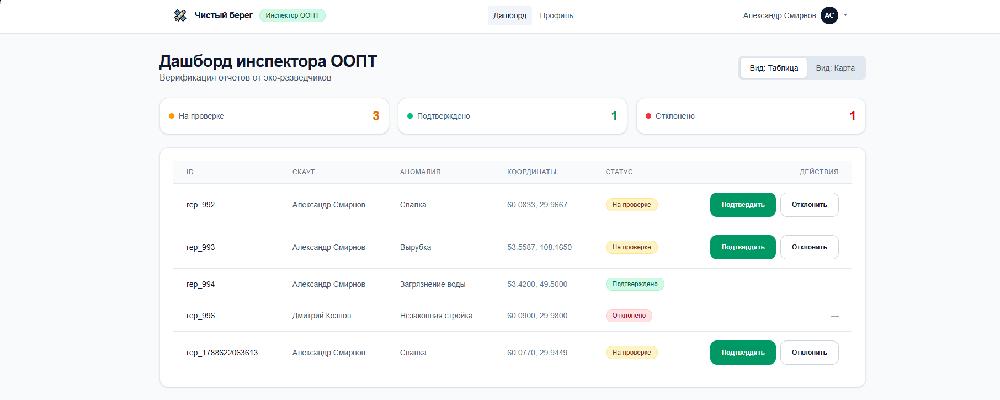 Чистый берег Инспектор ООПТ Дашборд Профиль Александр Смирнов АС
Дашборд инспектора ООПТ
Верификация отчетов от эко-разведчиков
Вид: Таблица Вид: Карта
На проверке 3 Подтверждено 1 Отклонено 1
ID СКАУТ АНОМАЛИЯ КООРДИНАТЫ СТАТУС ДЕЙСТВИЯ
rep_992 Александр Смирнов Свалка 60.0833, 29.9667 На проверке Подтвердить Отклонить
rep_993 Александр Смирнов Вырубка 53.5587, 108.1650 На проверке Подтвердить Отклонить
rep_994 Александр Смирнов Загрязнение воды 53.4200, 49.5000 Подтверждено —
rep_996 Дмитрий Козлов Незаконная стройка 60.0900, 29.9800 Отклонено —
rep_1788622063613 Александр Смирнов Свалка 60.0770, 29.9449 На проверке Подтвердить Отклонить